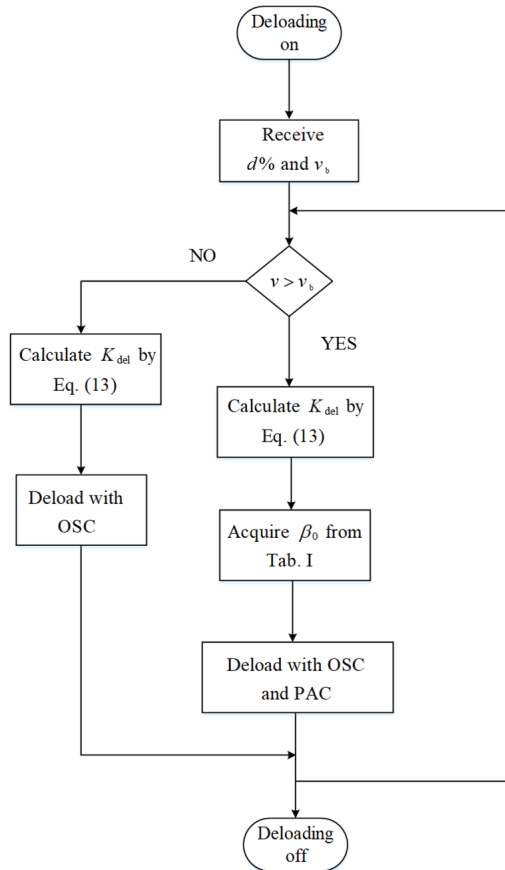 Deloading
on
Receive
d% and v_b
NO
v > v_b
YES
Calculate K_del by
Eq. (13)
Calculate K_del by
Eq. (13)
Deload with
OSC
Acquire β_0 from
Tab. I
Deload with OSC
and PAC
Deloading
off